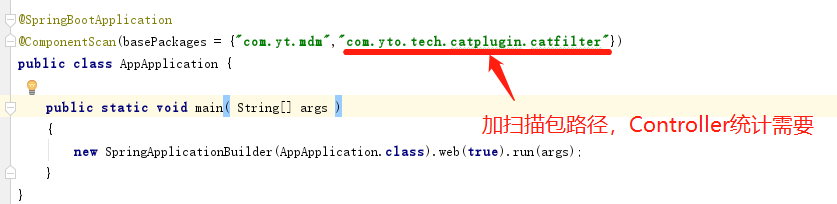 @SpringBootApplication
@ComponentScan(basePackages = {"com.yt.mdm","com.yto.tech.catplugin.catfilter"})
public class AppApplication {
加扫描包路径，Controller统计需要
public static void main( String[] args )
{
new SpringApplicationBuilder(AppApplication.class).web(true).run(args);
}
}